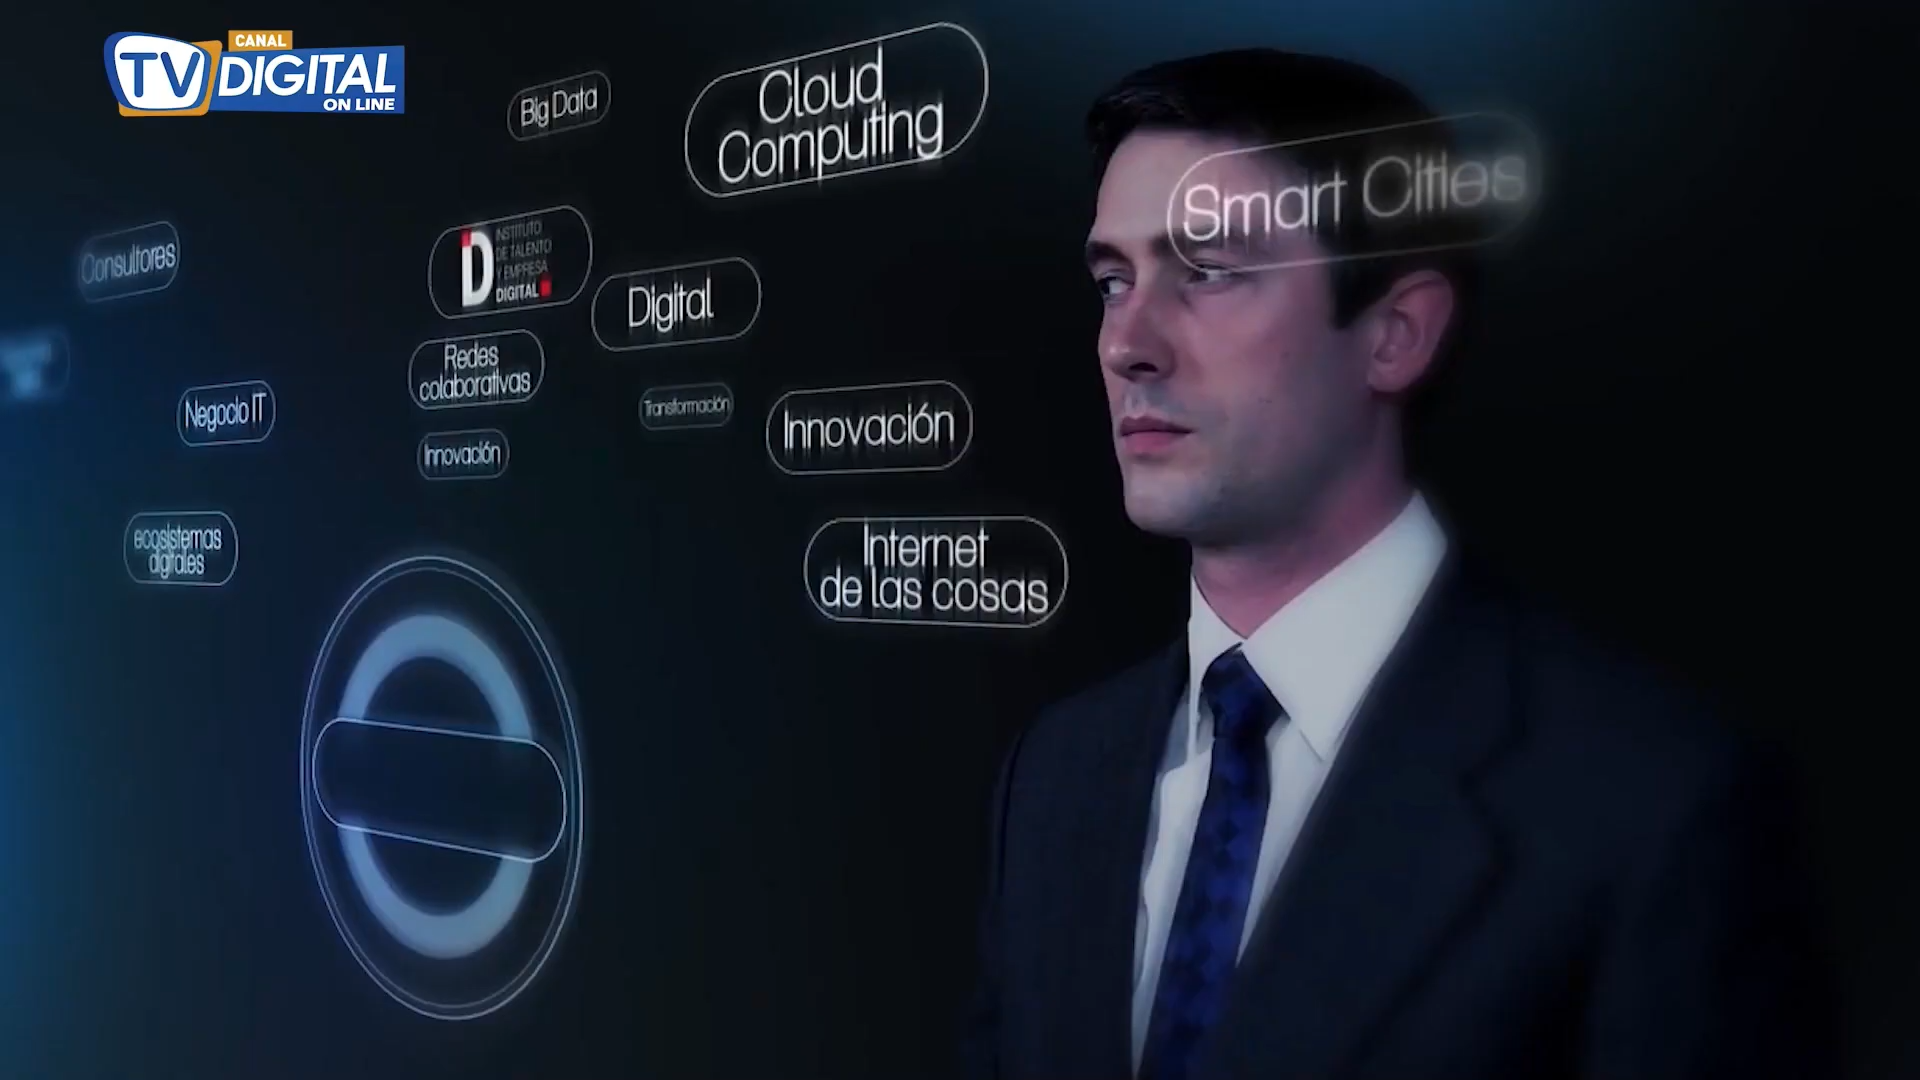 CANAL
TV DIGITAL
ON LINE
Big Data
Cloud
Computing
Smart Cities
Consultores
ID INSTITUTO
DE TALENTO
Y EMPRESA
DIGITAL
Digital
Redes
colaborativas
Transformación
Negocio IT
Innovación
Innovación
ecosistemas
digitales
Internet
de las cosas